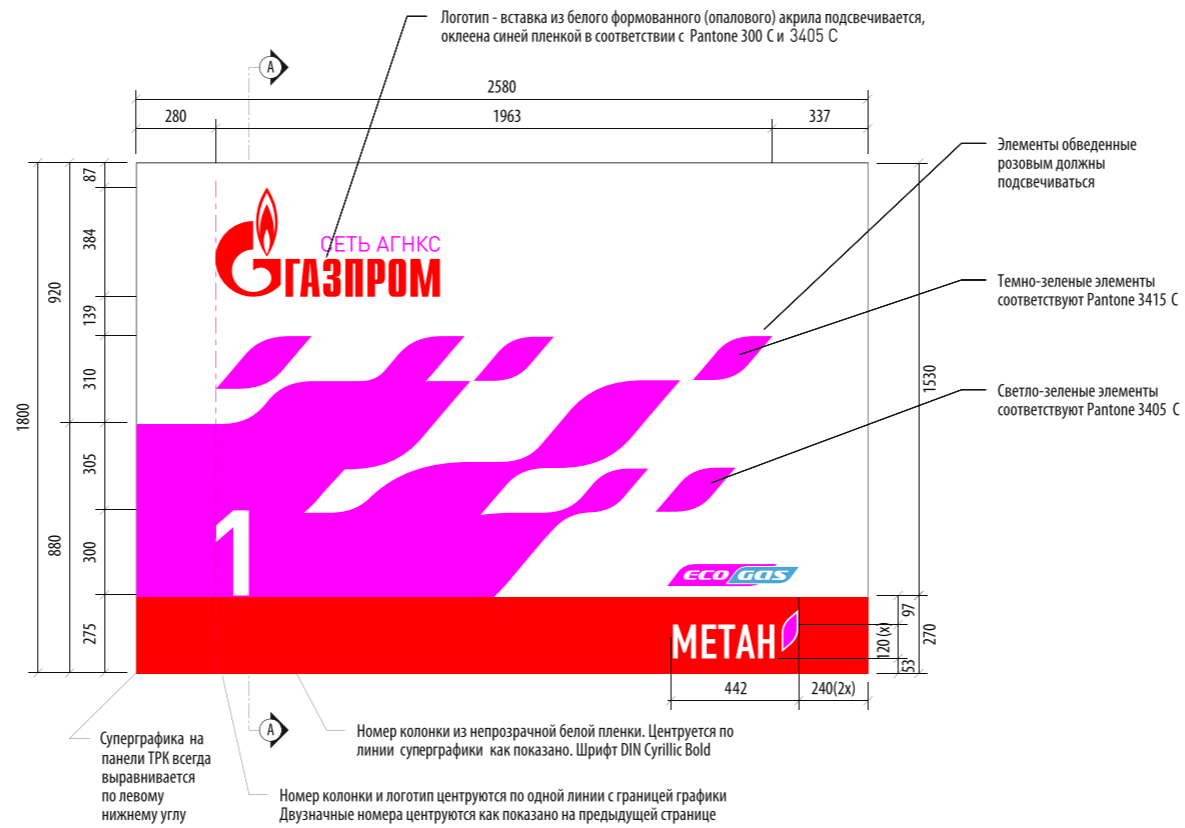 Логотип - вставка из белого формованного (опалового) акрила подсвечивается,
оклеена синей пленкой в соответствии с Pantone 300 C и 3405 C
A
2580
280
1963
337
Элементы обведенные
розовым должны
подсвечиваться
87
384
139
310
305
300
275
920
880
1800
1530
СЕТЬ АГНКС
ГАЗПРОМ
Темно-зеленые элементы
соответствуют Pantone 3415 C
Светло-зеленые элементы
соответствуют Pantone 3405 C
1
eco gas
МЕТАН
97
120 (x)
53
270
442
240(2x)
A
Номер колонки из непрозрачной белой пленки. Центруется по
линии суперграфики как показано. Шрифт DIN Cyrillic Bold
Суперграфика на
панели ТРК всегда
выравнивается
по левому
нижнему углу
Номер колонки и логотип центруются по одной линии с границей графики
Двузначные номера центруются как показано на предыдущей странице